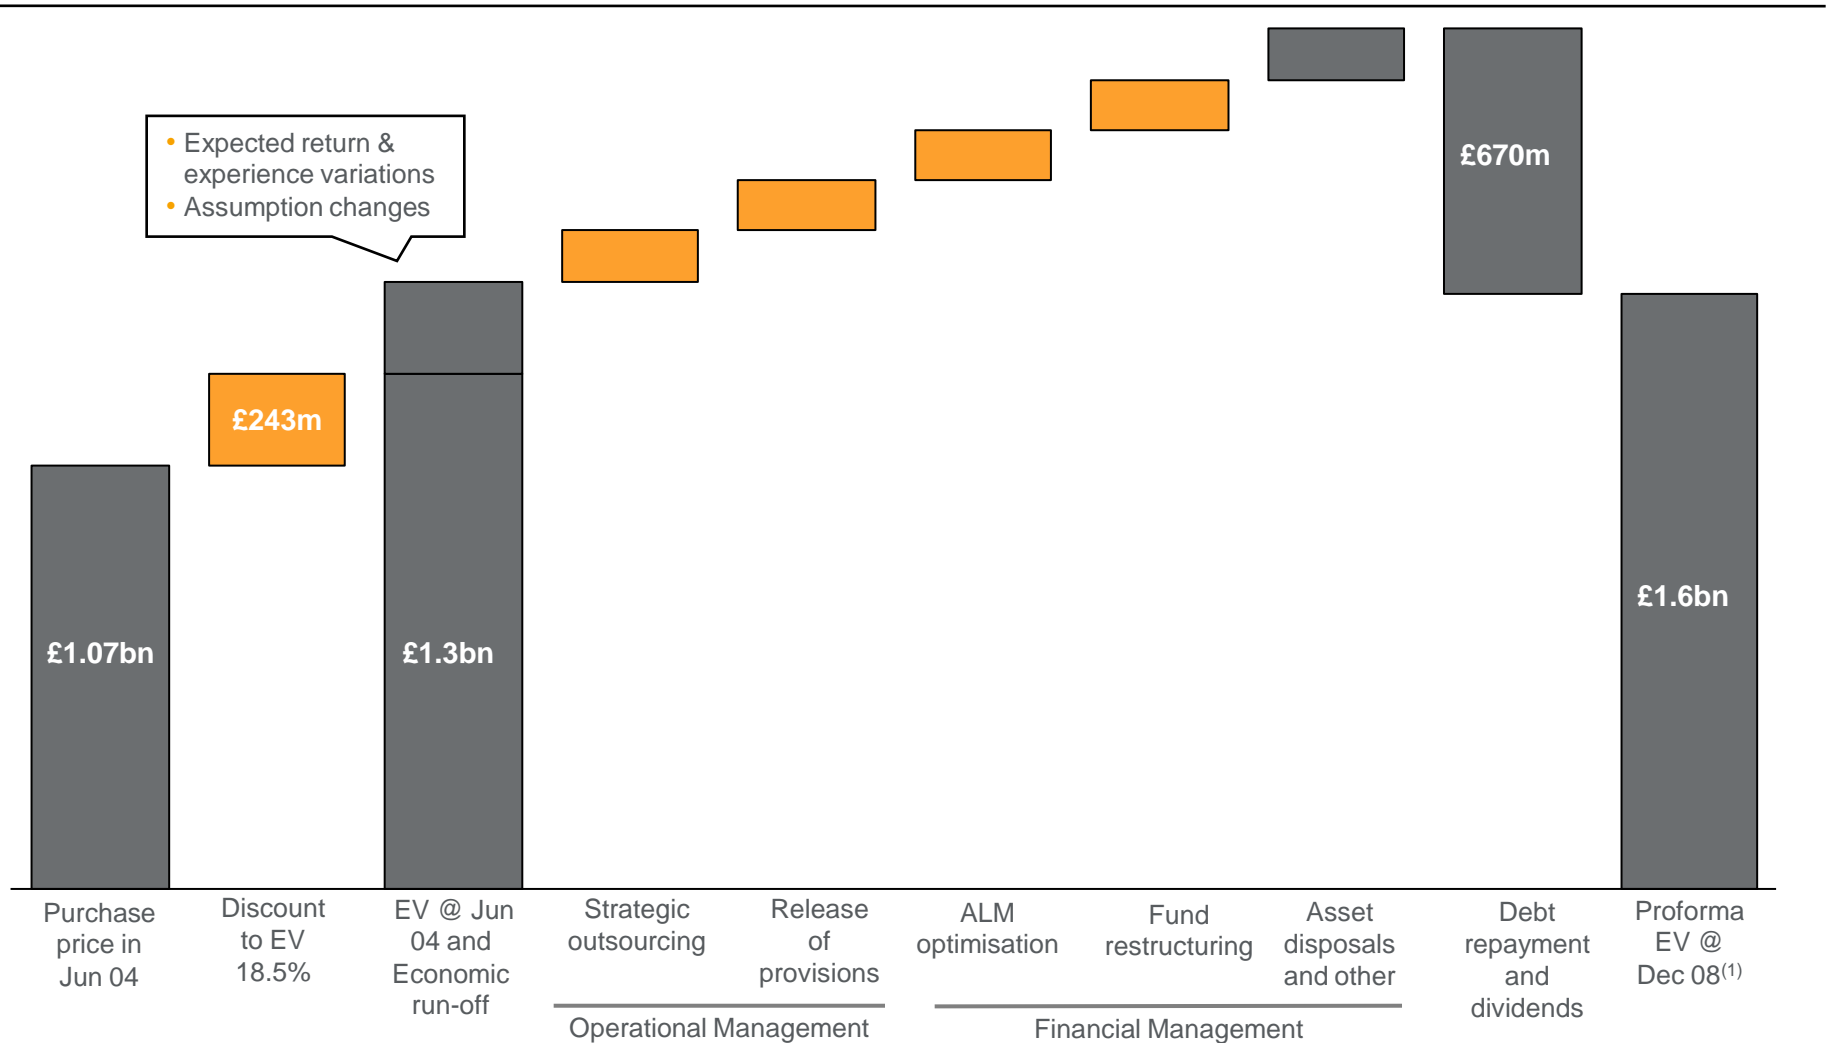 • Expected return &
experience variations
• Assumption changes
£670m
£243m
£1.6bn
£1.07bn
£1.3bn
Purchase
price in
Jun 04
Discount
to EV
18.5%
EV @ Jun
04 and
Economic
run-off
Strategic
outsourcing
Release
of
provisions
ALM
optimisation
Fund
restructuring
Asset
disposals
and other
Debt
repayment
and
dividends
Proforma
EV @
Dec 08(1)
Operational Management
Financial Management